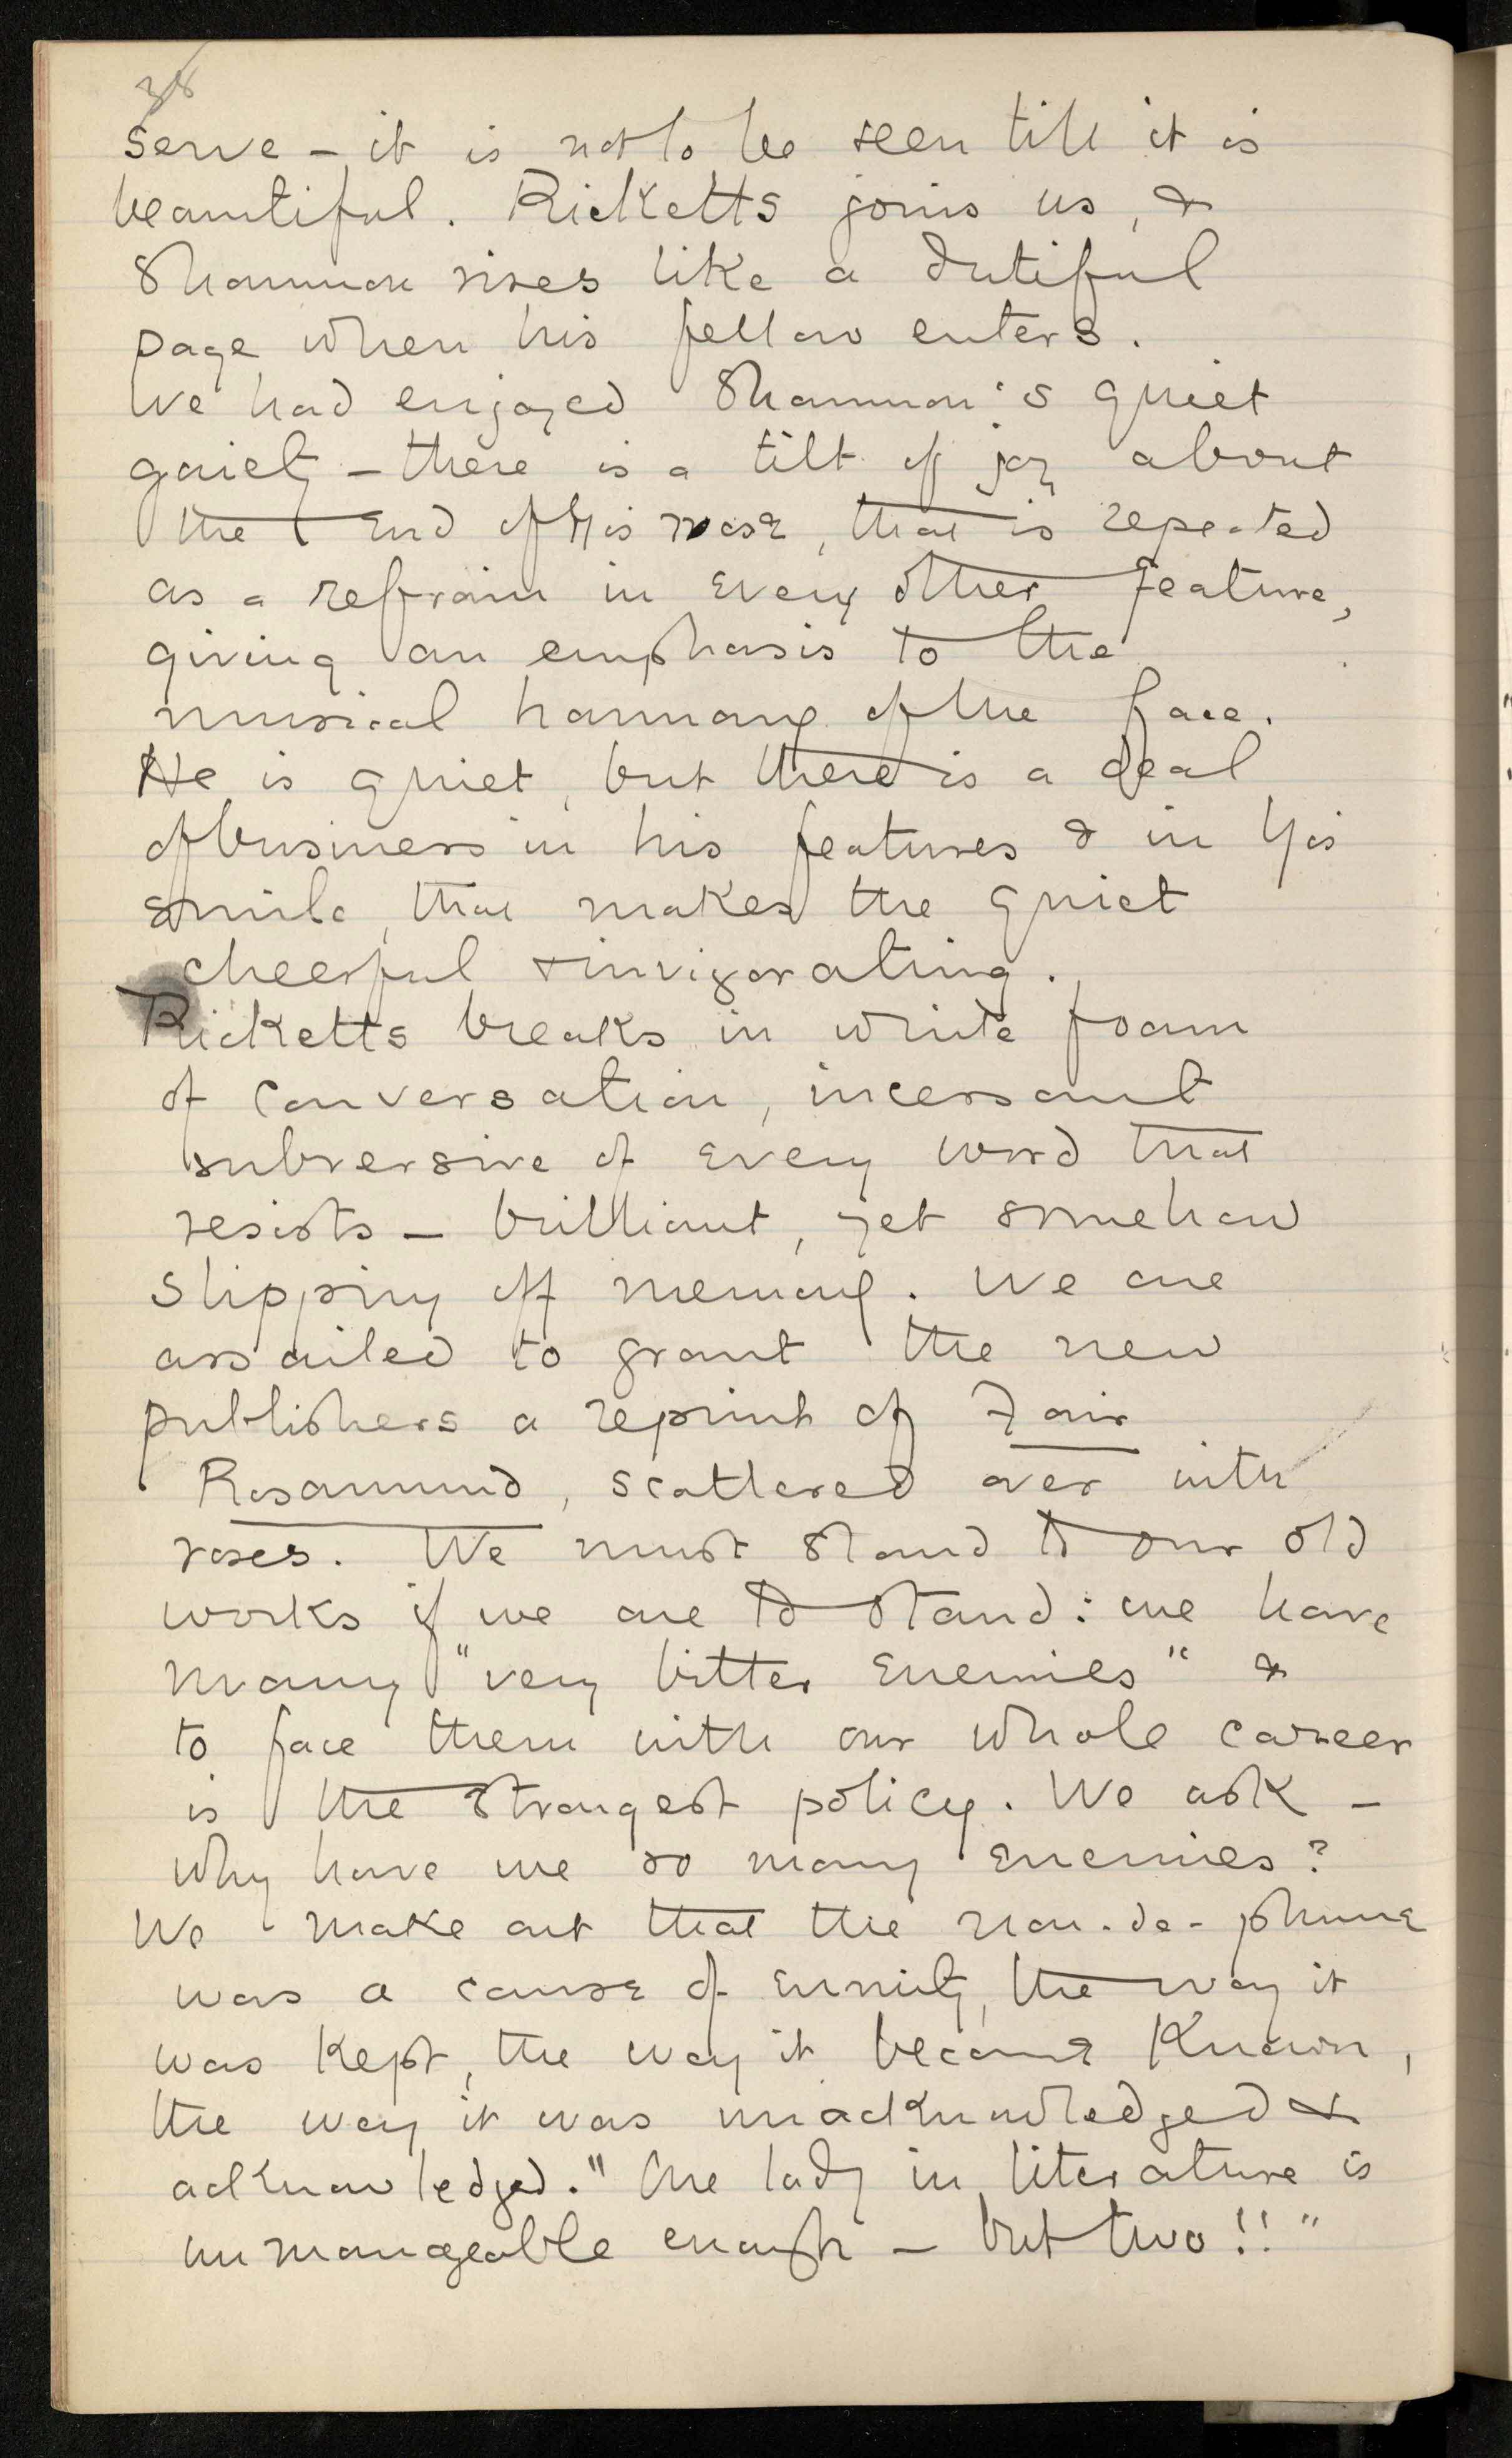 38
serve – it is not to be seen till it is
beautiful. Ricketts joins us, &
Shannon rises like a dutiful
page when his fellow enters.
We had enjoyed Shannon's quiet
gaiety – there is a tilt of joy about
the end of his nose, that is repeated
as a refrain in every other feature,
giving an emphasis to the
musical harmony of the face.
He is quiet, but there is a deal
of business in his features & in his
smile, that makes the quiet
cheerful & invigorating.
Ricketts breaks in white foam
of conversation, incessant
subversive of every word that
resists – brilliant, yet somehow
slipping off memory. We are
assailed to grant the new
publishers a reprint of Fair
Rosamund, scattered over with
roses. We must stand to our old
works if we are to stand: we have
many "very bitter enemies" &
to face them with our whole career
is the strongest policy. We ask –
why have we so many enemies?
We make out that the nom-de-plume
was a cause of enmity, the way it
was kept, the way it became known,
the way it was unacknowledged &
acknowledged. "One lady in literature is
unmanageable enough – but two!!"